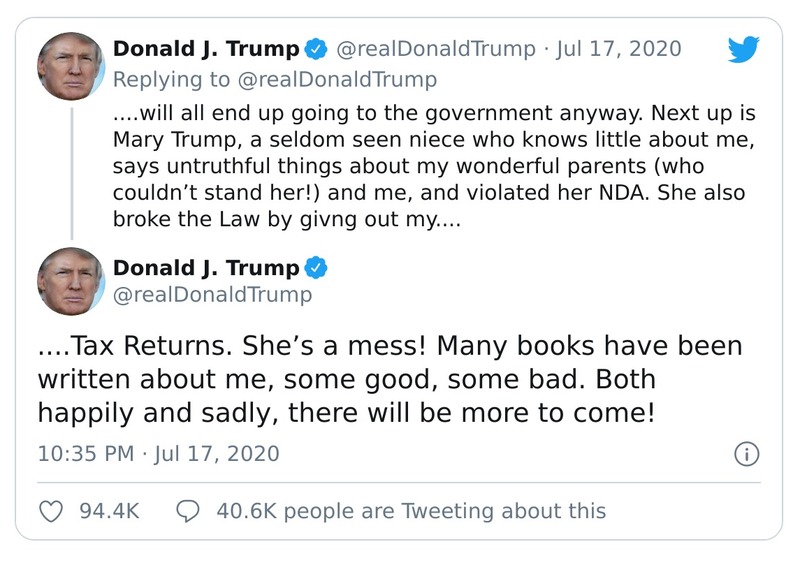 Donald J. Trump @realDonaldTrump · Jul 17, 2020
Replying to @realDonaldTrump
....will all end up going to the government anyway. Next up is
Mary Trump, a seldom seen niece who knows little about me,
says untruthful things about my wonderful parents (who
couldn’t stand her!) and me, and violated her NDA. She also
broke the Law by givng out my....
Donald J. Trump
@realDonaldTrump
....Tax Returns. She’s a mess! Many books have been
written about me, some good, some bad. Both
happily and sadly, there will be more to come!
10:35 PM · Jul 17, 2020
94.4K 40.6K people are Tweeting about this